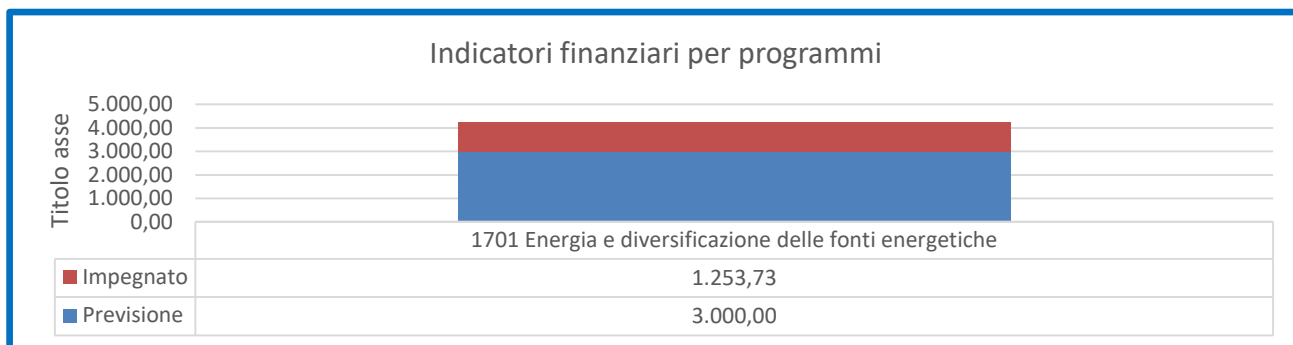 Indicatori finanziari per programmi
Titolo asse
5.000,00
4.000,00
3.000,00
2.000,00
1.000,00
0,00
1701 Energia e diversificazione delle fonti energetiche
Impegnato 1.253,73
Previsione 3.000,00